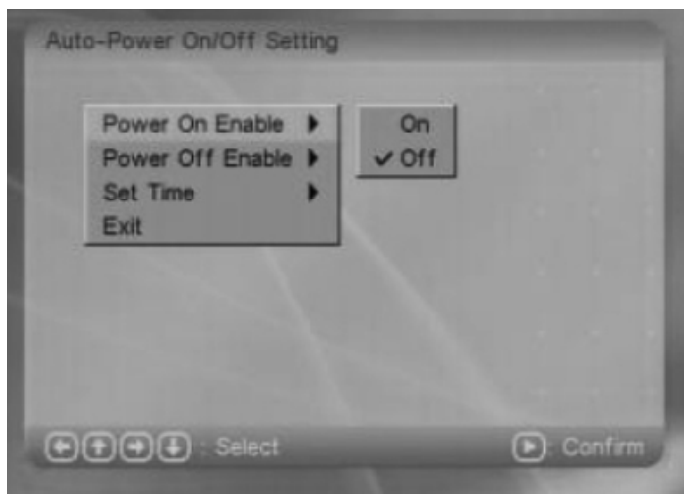 Auto-Power On/Off Setting
Power On Enable
On
Power Off Enable
✔ Off
Set Time
Exit
: Select
: Confirm